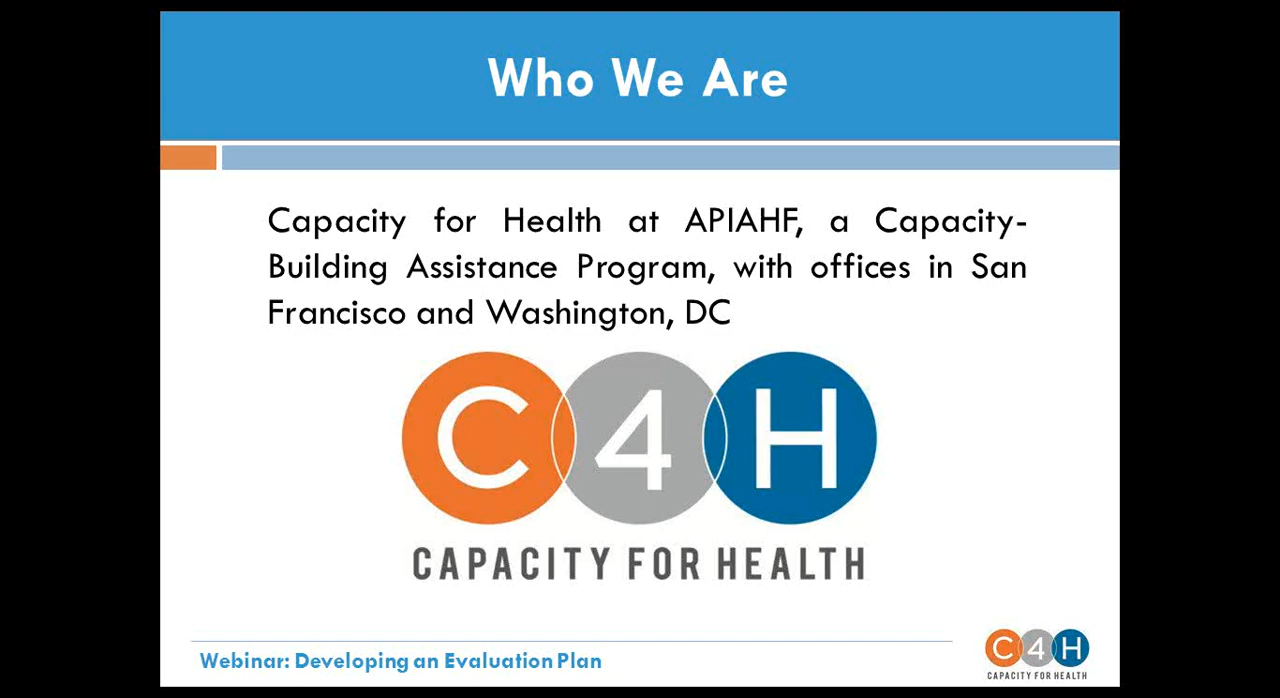 Who We Are
Capacity for Health at APIAHF, a Capacity-
Building Assistance Program, with offices in San
Francisco and Washington, DC
C4H
CAPACITY FOR HEALTH
Webinar: Developing an Evaluation Plan
C4H
CAPACITY FOR HEALTH